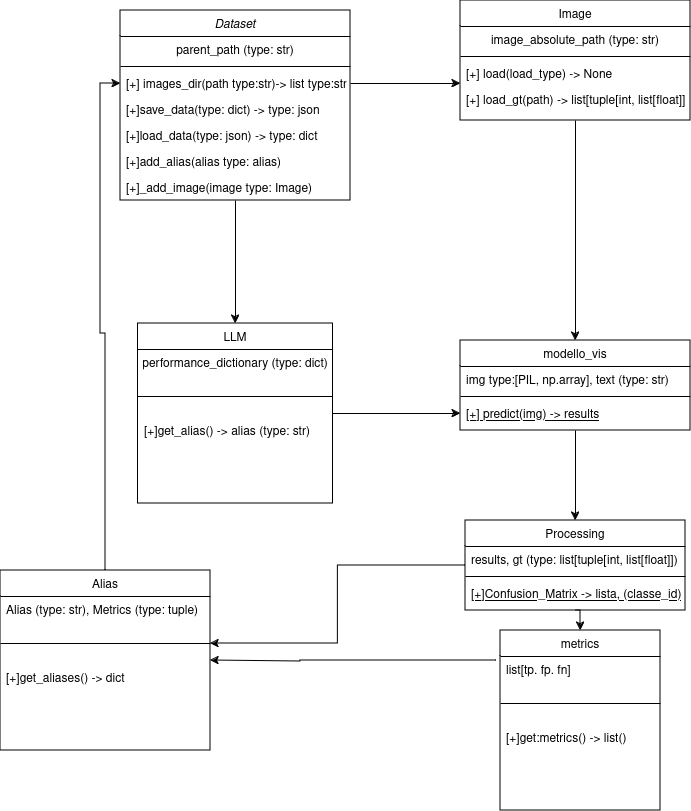 Dataset
parent_path (type: str)
[+] images_dir(path type:str)-> list type:str
[+]save_data(type: dict) -> type: json
[+]load_data(type: json) -> type: dict
[+]add_alias(alias type: alias)
[+]_add_image(image type: Image)
Image
image_absolute_path (type: str)
[+] load(load_type) -> None
[+] load_gt(path) -> list[tuple[int, list[float]]
LLM
performance_dictionary (type: dict)
[+]get_alias() -> alias (type: str)
modello_vis
img type:[PIL, np.array], text (type: str)
[+] predict(img) -> results
Processing
results, gt (type: list[tuple[int, list[float]])
[+]Confusion_Matrix -> lista, (classe_id)
Alias
Alias (type: str), Metrics (type: tuple)
[+]get_aliases() -> dict
metrics
list[tp. fp. fn]
[+]get:metrics() -> list()